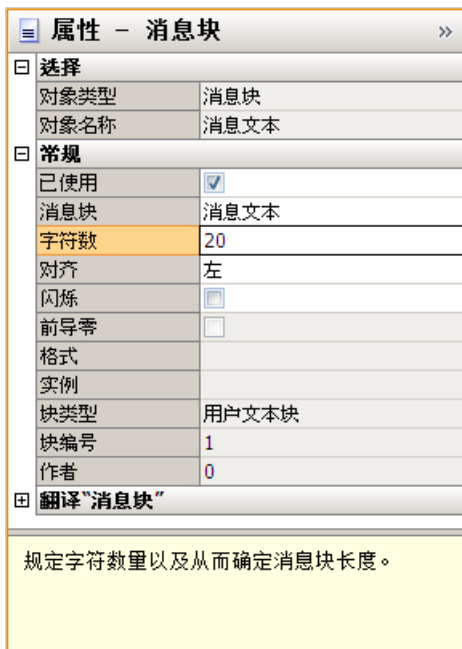 属性 - 消息块 »
选择
对象类型 消息块
对象名称 消息文本
常规
已使用
消息块 消息文本
字符数 20
对齐 左
闪烁
前导零
格式
实例
块类型 用户文本块
块编号 1
作者 0
翻译"消息块"
规定字符数里以及从而确定消息块长度。